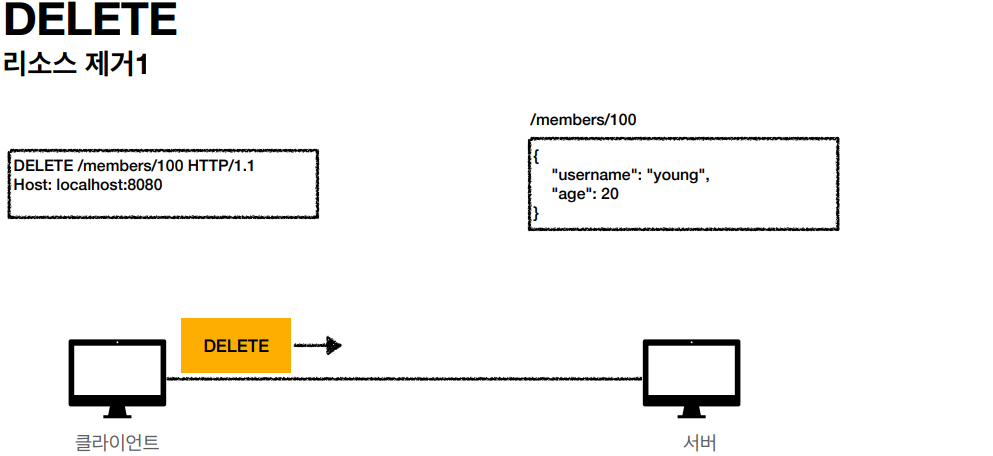 DELETE
리소스 제거1
/members/100
DELETE /members/100 HTTP/1.1
Host: localhost:8080
{
"username": "young",
"age": 20
}
DELETE
클라이언트
서버